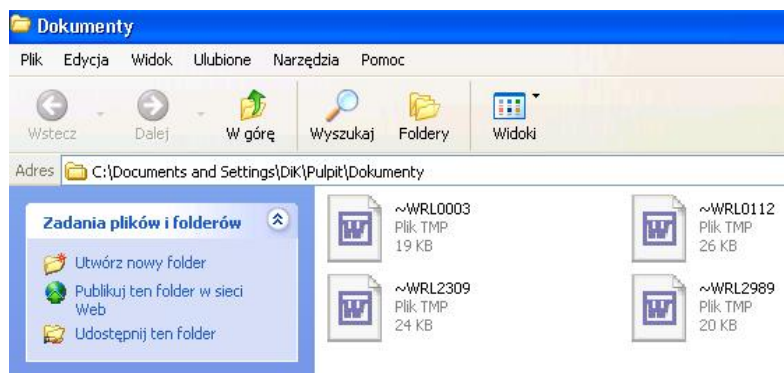 Dokumenty
Plik Edycja Widok Ulubione Narzędzia Pomoc
Wstecz Dalej W górę Wyszukaj Foldery Widoki
Adres C:\Documents and Settings\DiK\Pulpit\Dokumenty
Zadania plików i folderów
Utwórz nowy folder
Publikuj ten folder w sieci
Web
Udostępnij ten folder
~WRL0003
Plik TMP
19 KB
~WRL0112
Plik TMP
26 KB
~WRL2309
Plik TMP
24 KB
~WRL2989
Plik TMP
20 KB